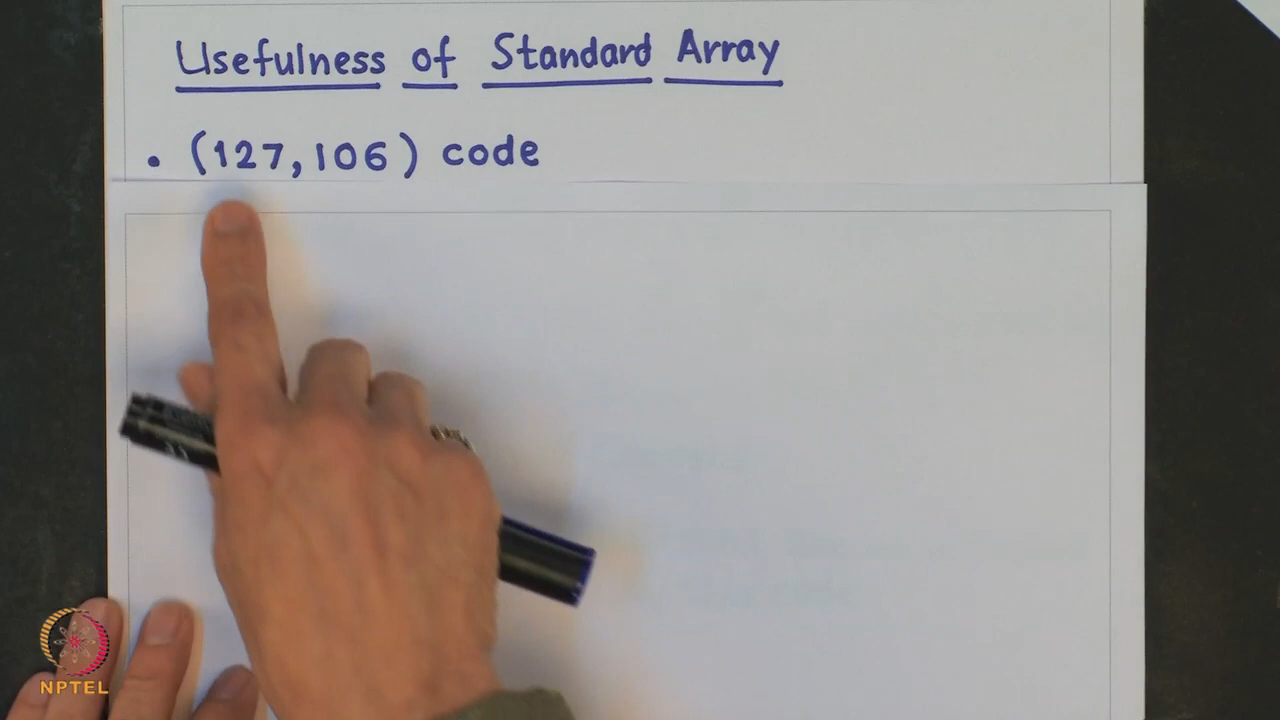 Usefulness of Standard Array
. (127,106) code
NPTEL